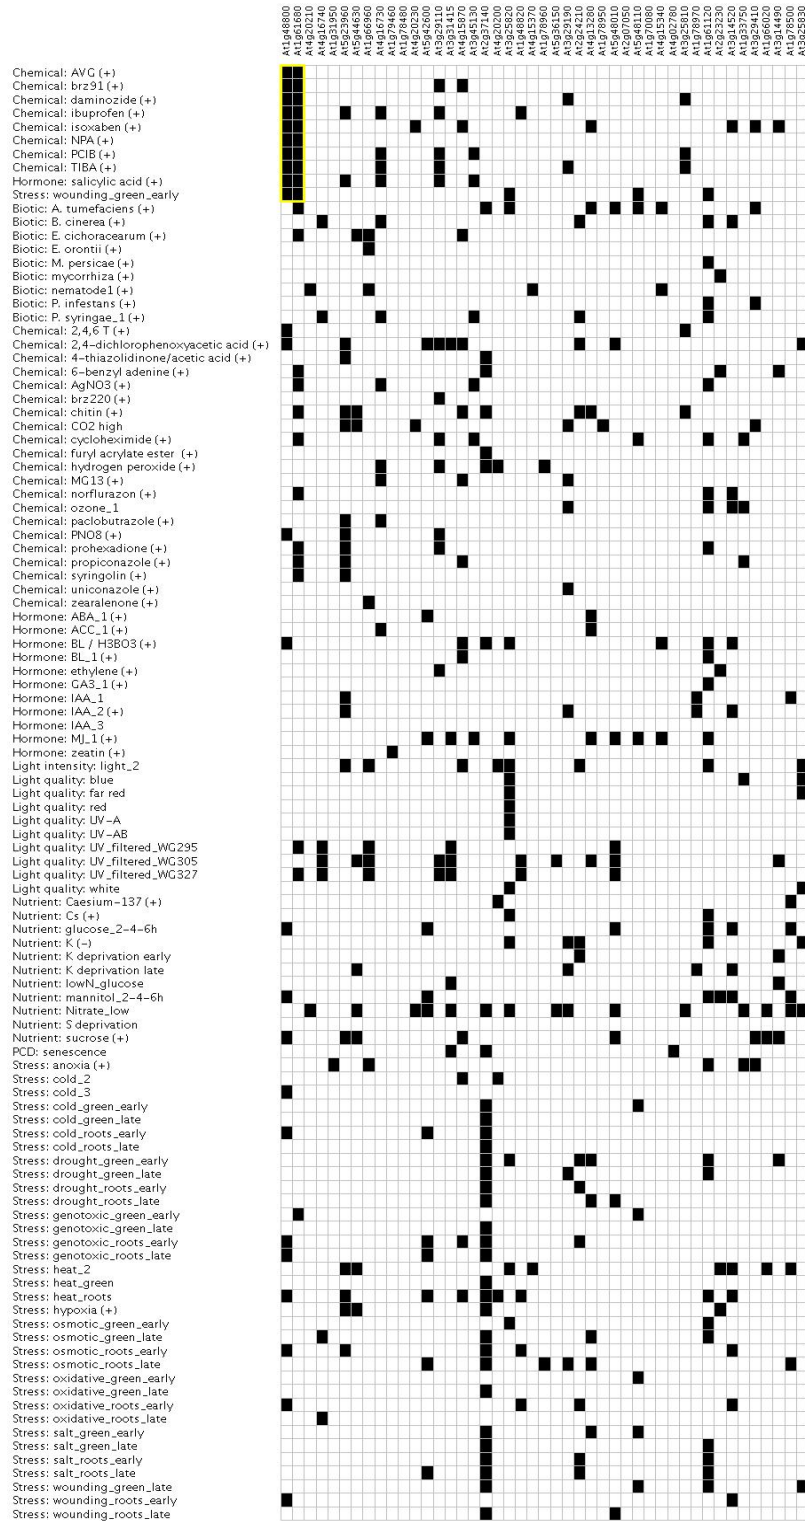 At1g48800
At1g61680
At4g20210
At4g16740
At1g31950
At5g23960
At5g44630
At1g66960
At4g16730
At1g79460
At1g78480
At4g20230
At5g42600
At3g29110
At3g31415
At4g15870
At3g45130
At2g37140
At4g20200
At3g25820
At1g48820
At4g15370
At1g78960
At5g36150
At3g29190
At2g24210
At4g13280
At1g78950
At5g48010
At2g07050
At5g48110
At1g70080
At4g15340
At4g02780
At3g25810
At1g78970
At1g61120
At2g23230
At3g14520
At1g33750
At3g29410
At1g66020
At3g14490
At1g78500
At3g25830
Chemical: AVG (+)
Chemical: brz91 (+)
Chemical: daminozide (+)
Chemical: ibuprofen (+)
Chemical: isoxaben (+)
Chemical: NPA (+)
Chemical: PCIB (+)
Chemical: TIBA (+)
Hormone: salicylic acid (+)
Stress: wounding_green_early
Biotic: A. tumefaciens (+)
Biotic: B. cinerea (+)
Biotic: E. cichoracearum (+)
Biotic: E. orontii (+)
Biotic: M. persicae (+)
Biotic: mycorrhiza (+)
Biotic: nematode1 (+)
Biotic: P. infestans (+)
Biotic: P. syringae_1 (+)
Chemical: 2,4,6 T (+)
Chemical: 2,4-dichlorophenoxyacetic acid (+)
Chemical: 4-thiazolidinone/acetic acid (+)
Chemical: 6-benzyl adenine (+)
Chemical: AgNO3 (+)
Chemical: brz220 (+)
Chemical: chitin (+)
Chemical: CO2 high
Chemical: cycloheximide (+)
Chemical: furyl acrylate ester (+)
Chemical: hydrogen peroxide (+)
Chemical: MG13 (+)
Chemical: norflurazon (+)
Chemical: ozone_1
Chemical: paclobutrazole (+)
Chemical: PNO8 (+)
Chemical: prohexadione (+)
Chemical: propiconazole (+)
Chemical: syringolin (+)
Chemical: uniconazole (+)
Chemical: zearalenone (+)
Hormone: ABA_1 (+)
Hormone: ACC_1 (+)
Hormone: BL / H3BO3 (+)
Hormone: BL_1 (+)
Hormone: ethylene (+)
Hormone: GA3_1 (+)
Hormone: IAA_1
Hormone: IAA_2 (+)
Hormone: IAA_3
Hormone: MJ_1 (+)
Hormone: zeatin (+)
Light intensity: light_2
Light quality: blue
Light quality: far red
Light quality: red
Light quality: UV-A
Light quality: UV-AB
Light quality: UV_filtered_WG295
Light quality: UV_filtered_WG305
Light quality: UV_filtered_WG327
Light quality: white
Nutrient: Caesium-137 (+)
Nutrient: Cs (+)
Nutrient: glucose_2-4-6h
Nutrient: K (-)
Nutrient: K deprivation early
Nutrient: K deprivation late
Nutrient: lowN_glucose
Nutrient: mannitol_2-4-6h
Nutrient: Nitrate_low
Nutrient: S deprivation
Nutrient: sucrose (+)
PCD: senescence
Stress: anoxia (+)
Stress: cold_2
Stress: cold_3
Stress: cold_green_early
Stress: cold_green_late
Stress: cold_roots_early
Stress: cold_roots_late
Stress: drought_green_early
Stress: drought_green_late
Stress: drought_roots_early
Stress: drought_roots_late
Stress: genotoxic_green_early
Stress: genotoxic_green_late
Stress: genotoxic_roots_early
Stress: genotoxic_roots_late
Stress: heat_2
Stress: heat_green
Stress: heat_roots
Stress: hypoxia (+)
Stress: osmotic_green_early
Stress: osmotic_green_late
Stress: osmotic_roots_early
Stress: osmotic_roots_late
Stress: oxidative_green_early
Stress: oxidative_green_late
Stress: oxidative_roots_early
Stress: oxidative_roots_late
Stress: salt_green_early
Stress: salt_green_late
Stress: salt_roots_early
Stress: salt_roots_late
Stress: wounding_green_late
Stress: wounding_roots_early
Stress: wounding_roots_late